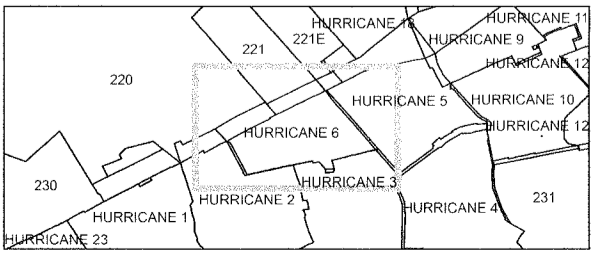 HURRICANE 18
HURRICANE 11
221E
HURRICANE 9
221
HURRICANE 12
220
HURRICANE 5
HURRICANE 10
HURRICANE 6
HURRICANE 12
230
HURRICANE 3
231
HURRICANE 1
HURRICANE 2
HURRICANE 4
HURRICANE 23